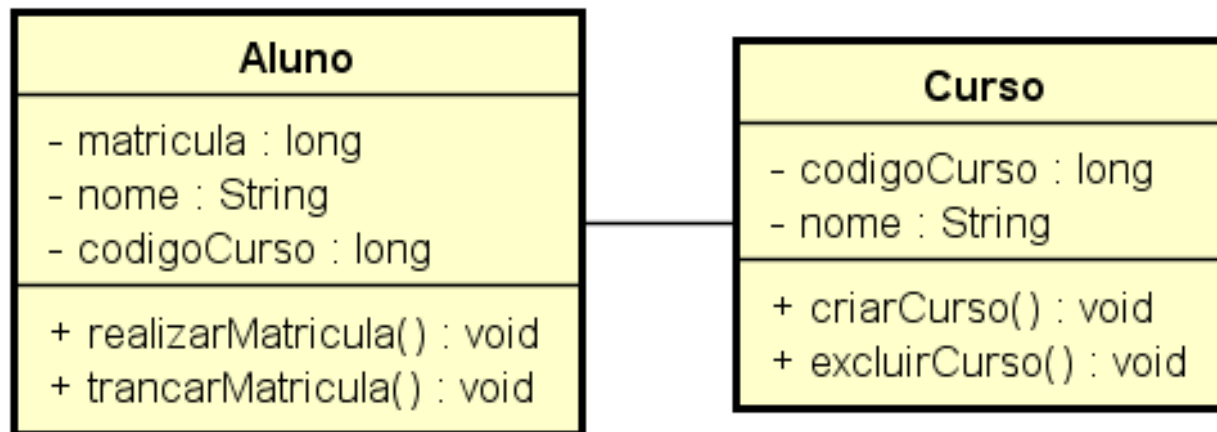 Aluno
- matricula : long
- nome : String
- codigoCurso : long
+ realizarMatricula() : void
+ trancarMatricula() : void
Curso
- codigoCurso : long
- nome : String
+ criarCurso() : void
+ excluirCurso() : void